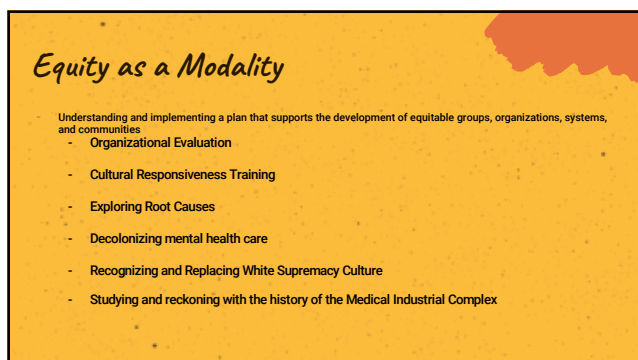 Equity as a Modality
- Understanding and implementing a plan that supports the development of equitable groups, organizations, systems,
and communities
- Organizational Evaluation
- Cultural Responsiveness Training
- Exploring Root Causes
- Decolonizing mental health care
- Recognizing and Replacing White Supremacy Culture
- Studying and reckoning with the history of the Medical Industrial Complex